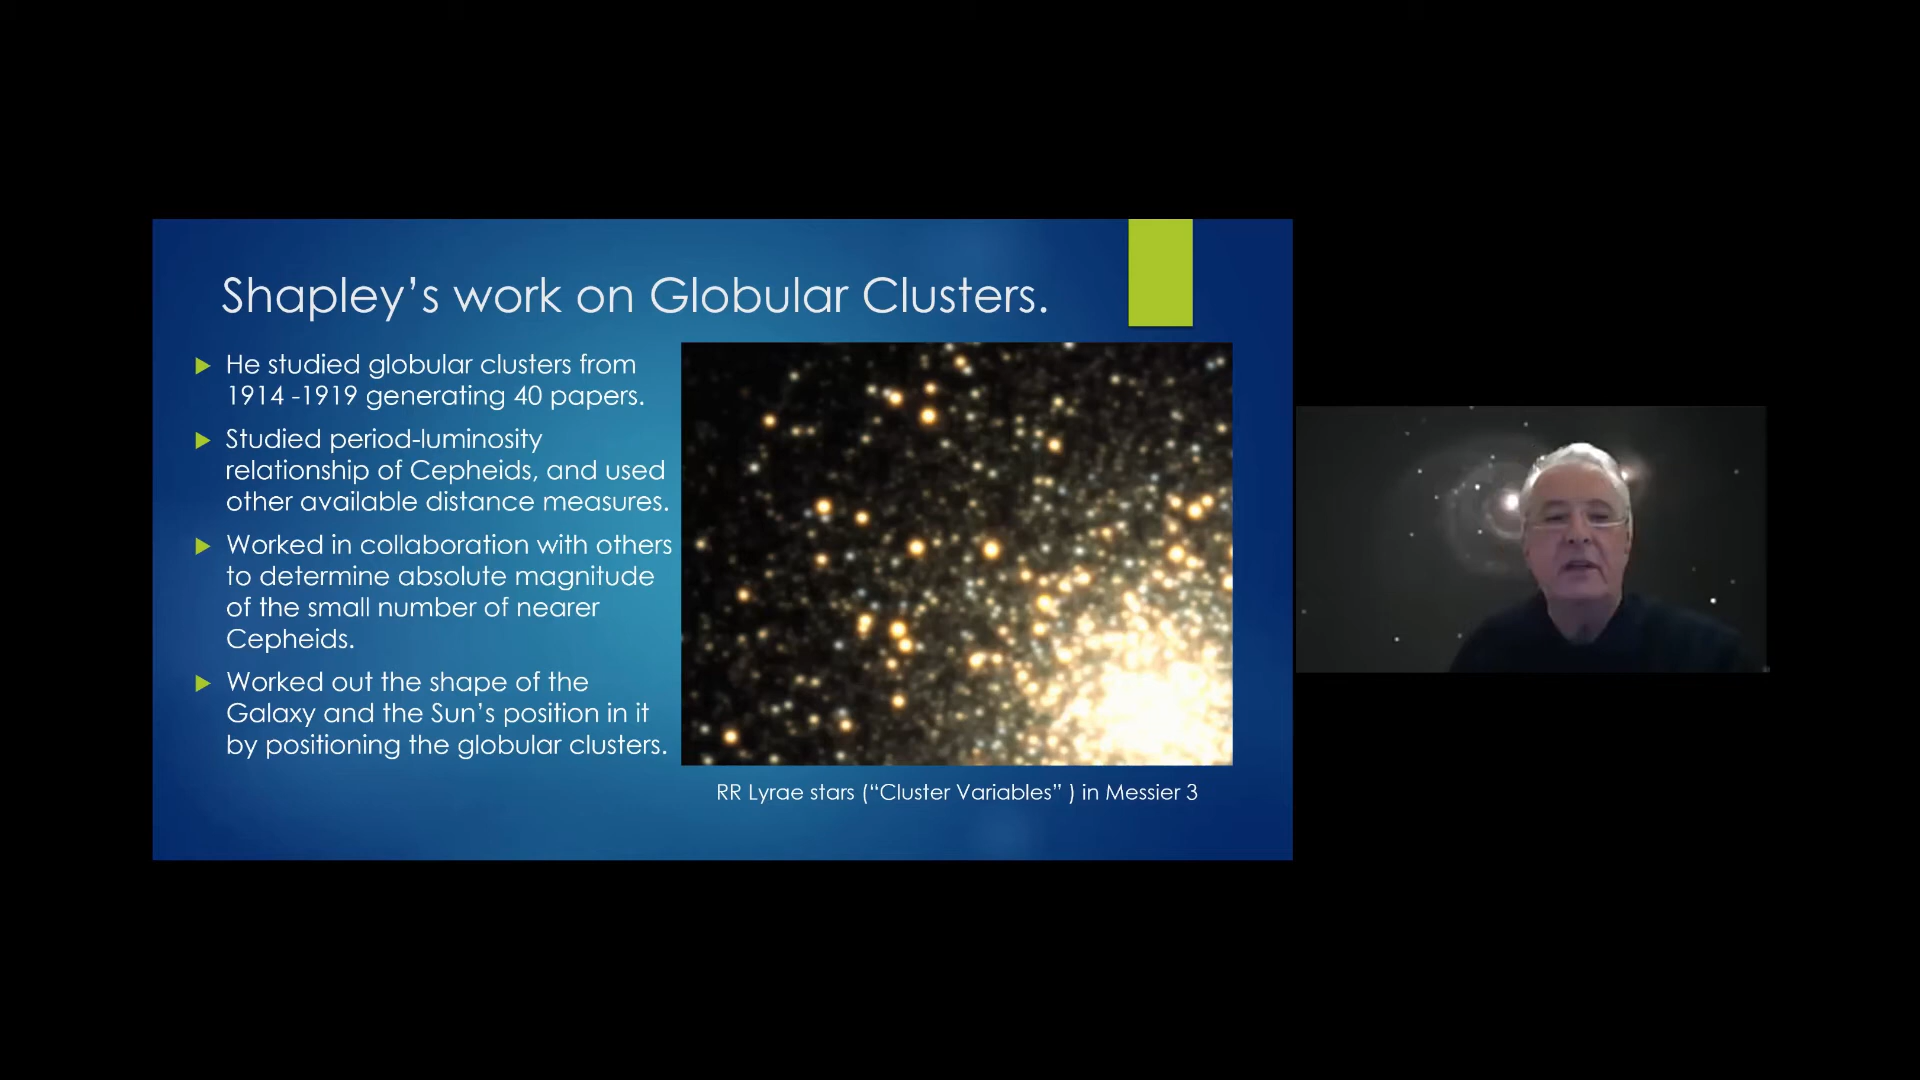 Shapley’s work on Globular Clusters.
He studied globular clusters from
1914 -1919 generating 40 papers.
Studied period-luminosity
relationship of Cepheids, and used
other available distance measures.
Worked in collaboration with others
to determine absolute magnitude
of the small number of nearer
Cepheids.
Worked out the shape of the
Galaxy and the Sun’s position in it
by positioning the globular clusters.
RR Lyrae stars (“Cluster Variables” ) in Messier 3